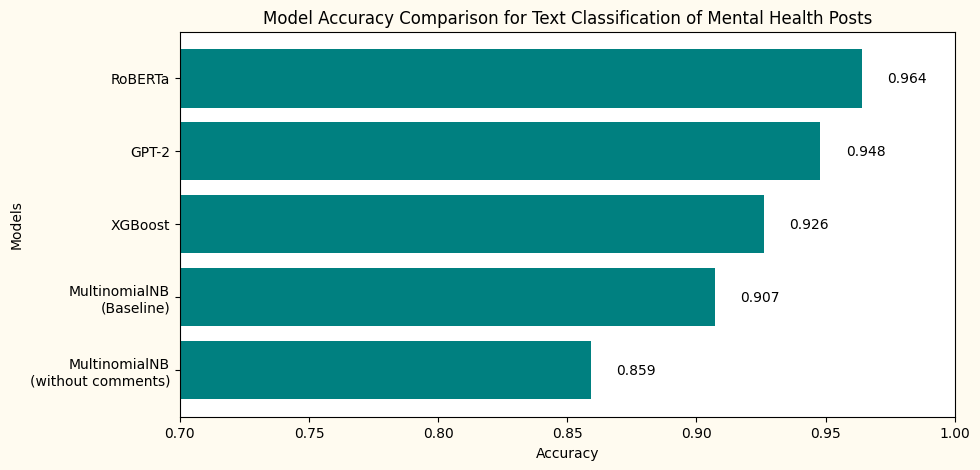 Model Accuracy Comparison for Text Classification of Mental Health Posts
RoBERTa
0.964
GPT-2
0.948
XGBoost
0.926
MultinomialNB
(Baseline)
0.907
MultinomialNB
(without comments)
0.859
Models
0.70 0.75 0.80 0.85 0.90 0.95 1.00
Accuracy